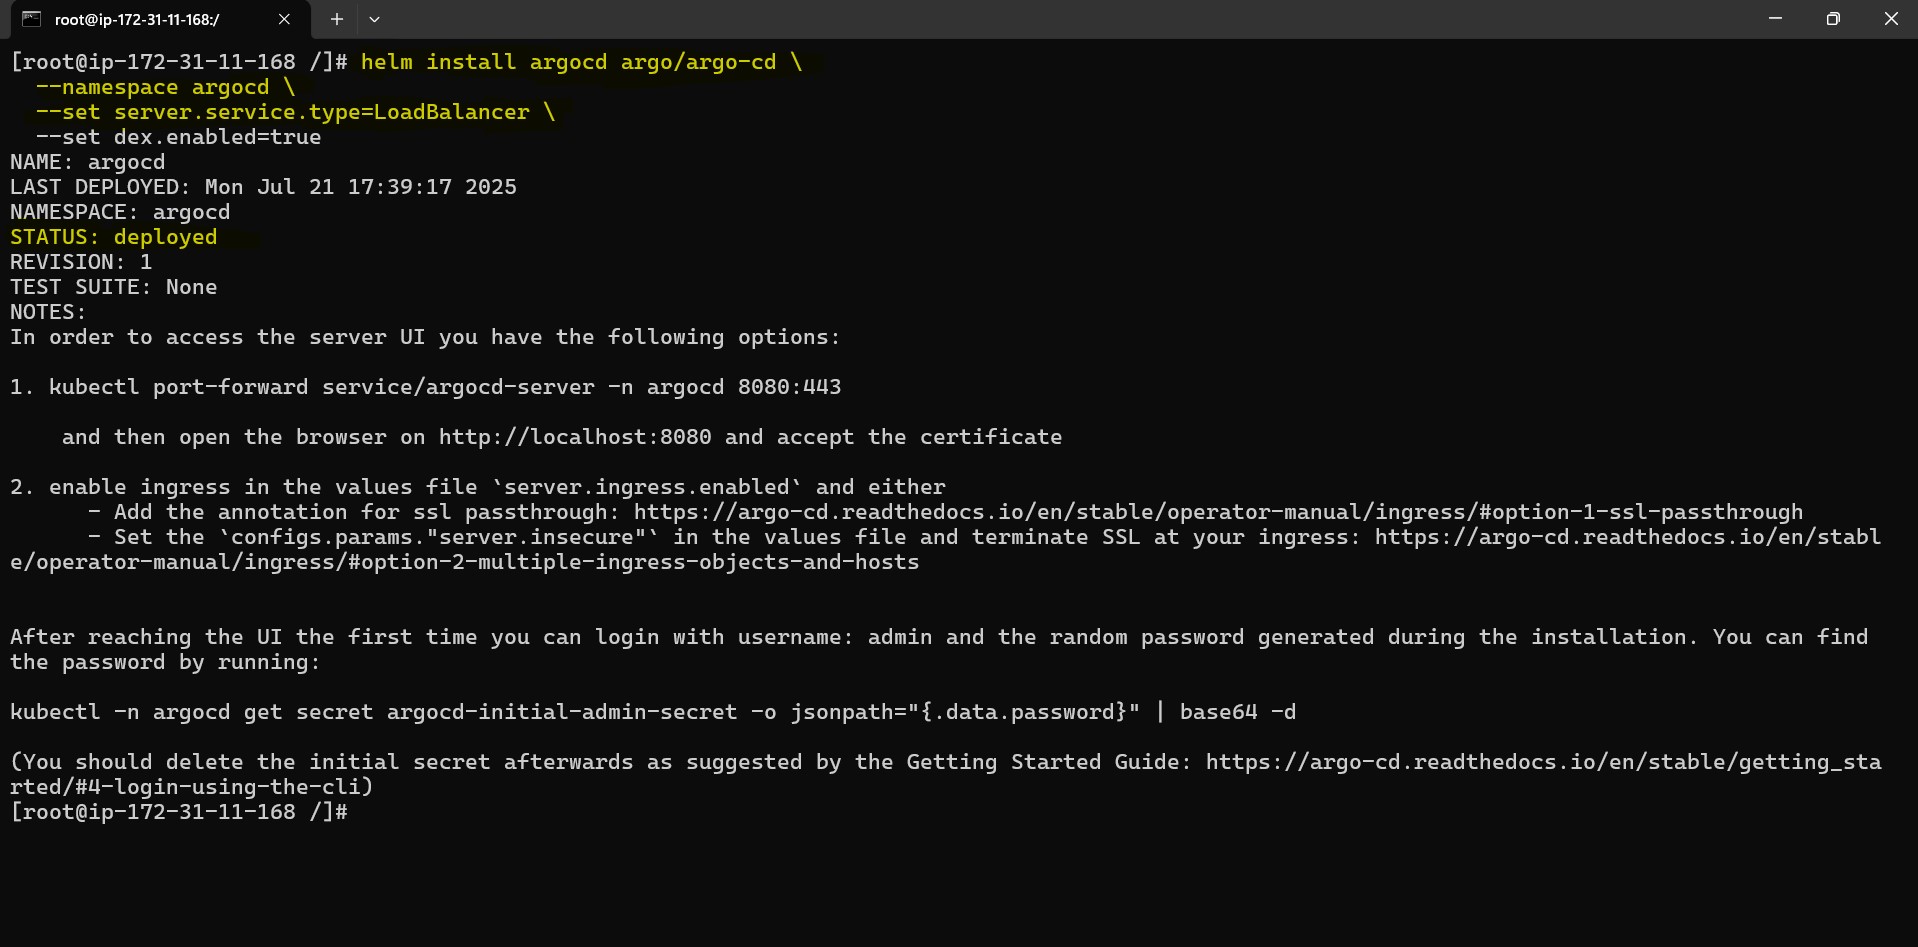 root@ip-172-31-11-168:/
[root@ip-172-31-11-168 /]# helm install argocd argo/argo-cd \
  --namespace argocd \
  --set server.service.type=LoadBalancer \
  --set dex.enabled=true
NAME: argocd
LAST DEPLOYED: Mon Jul 21 17:39:17 2025
NAMESPACE: argocd
STATUS: deployed
REVISION: 1
TEST SUITE: None
NOTES:
In order to access the server UI you have the following options:
1. kubectl port-forward service/argocd-server -n argocd 8080:443
    and then open the browser on http://localhost:8080 and accept the certificate
2. enable ingress in the values file `server.ingress.enabled` and either
      - Add the annotation for ssl passthrough: https://argo-cd.readthedocs.io/en/stable/operator-manual/ingress/#option-1-ssl-passthrough
      - Set the `configs.params."server.insecure"` in the values file and terminate SSL at your ingress: https://argo-cd.readthedocs.io/en/stabl
e/operator-manual/ingress/#option-2-multiple-ingress-objects-and-hosts
After reaching the UI the first time you can login with username: admin and the random password generated during the installation. You can find
the password by running:
kubectl -n argocd get secret argocd-initial-admin-secret -o jsonpath="{.data.password}" | base64 -d
(You should delete the initial secret afterwards as suggested by the Getting Started Guide: https://argo-cd.readthedocs.io/en/stable/getting_sta
rted/#4-login-using-the-cli)
[root@ip-172-31-11-168 /]#